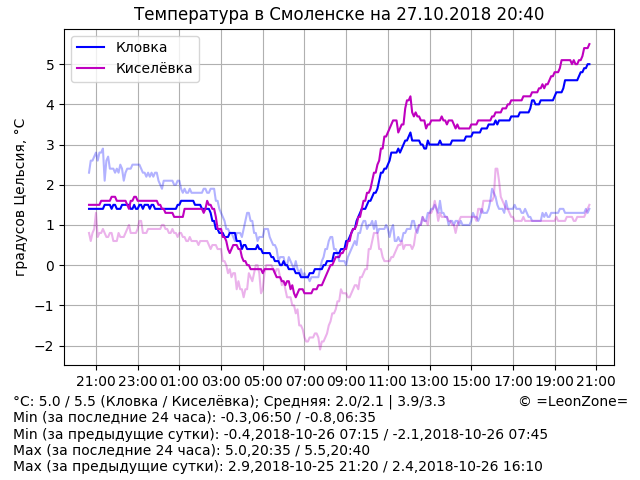 Температура в Смоленске на 27.10.2018 20:40
Кловка
Киселёвка
градусов Цельсия, °C
5
4
3
2
1
0
−1
−2
21:00 23:00 01:00 03:00 05:00 07:00 09:00 11:00 13:00 15:00 17:00 19:00 21:00
°C: 5.0 / 5.5 (Кловка / Киселёвка); Средняя: 2.0/2.1 | 3.9/3.3
© =LeonZone=
Min (за последние 24 часа): -0.3,06:50 / -0.8,06:35
Min (за предыдущие сутки): -0.4,2018-10-26 07:15 / -2.1,2018-10-26 07:45
Max (за последние 24 часа): 5.0,20:35 / 5.5,20:40
Max (за предыдущие сутки): 2.9,2018-10-25 21:20 / 2.4,2018-10-26 16:10